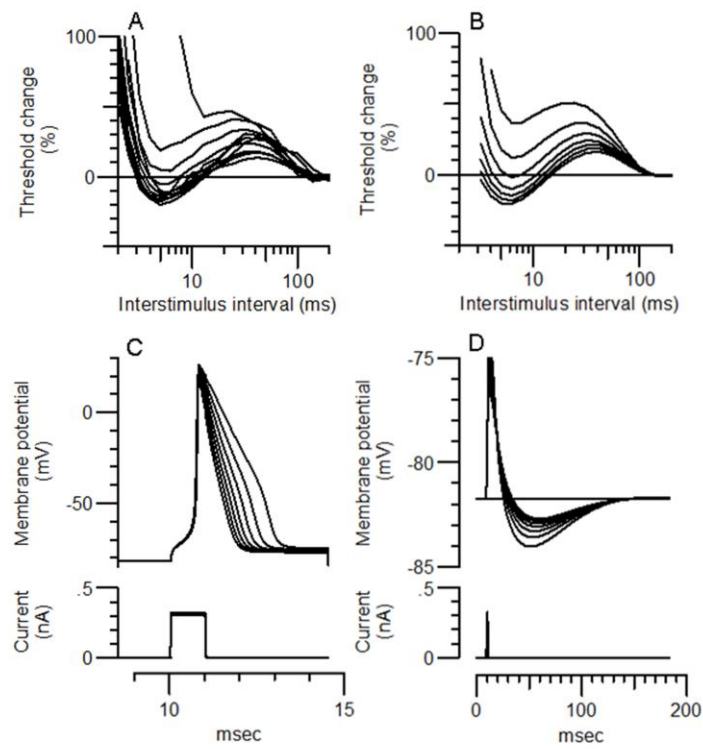 A
100
0
Threshold change
(%)
10
100
Interstimulus interval (ms)
B
100
0
Threshold change
(%)
10
100
Interstimulus interval (ms)
C
0
-50
Membrane potential
(mV)
.5
0
Current
(nA)
10
15
msec
D
-75
-80
-85
Membrane potential
(mV)
.5
0
Current
(nA)
0
100
200
msec